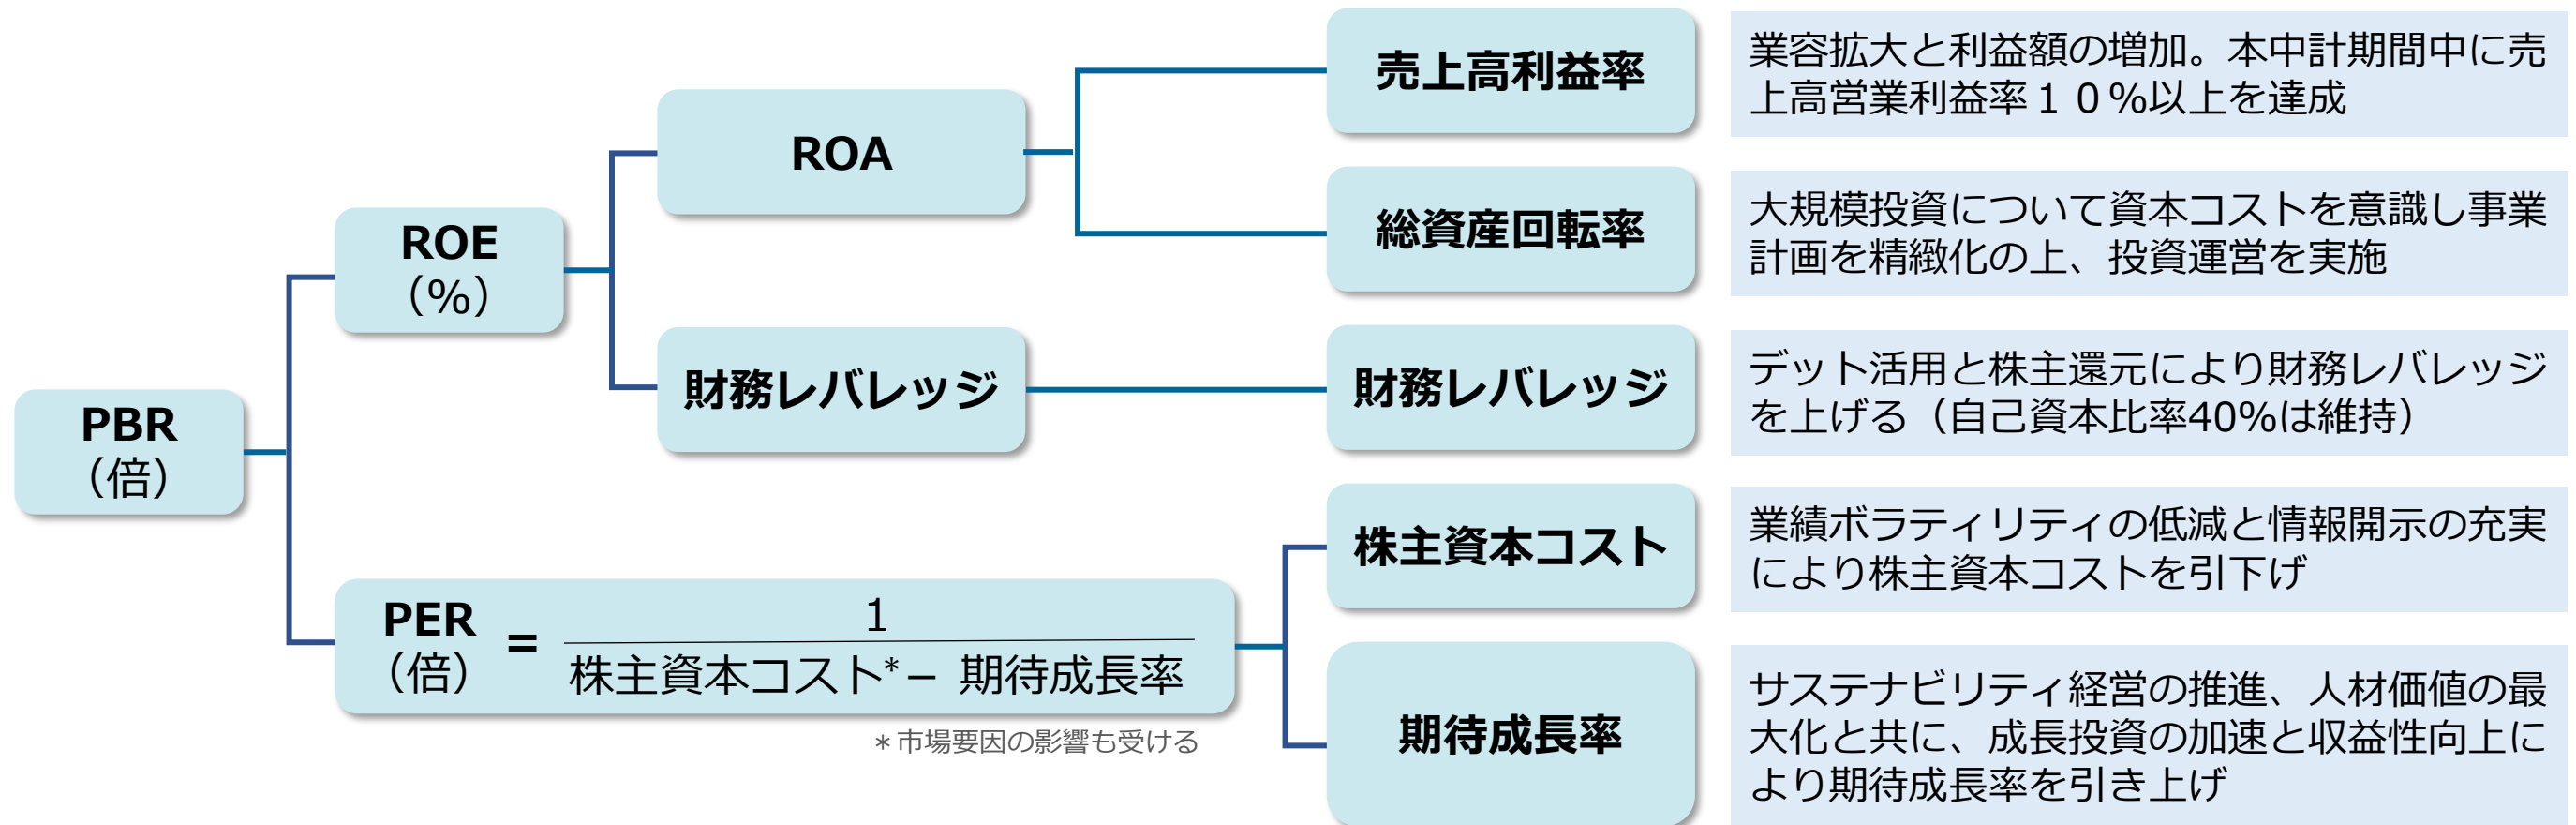 PBR
（倍）
ROE
（%）
ROA
財務レバレッジ
PER
（倍）
=
1
株主資本コスト*－ 期待成長率
＊市場要因の影響も受ける
売上高利益率
業容拡大と利益額の増加。本中計期間中に売
上高営業利益率１０%以上を達成
総資産回転率
大規模投資について資本コストを意識し事業
計画を精緻化の上、投資運営を実施
財務レバレッジ
デット活用と株主還元により財務レバレッジ
を上げる（自己資本比率40%は維持）
株主資本コスト
業績ボラティリティの低減と情報開示の充実
により株主資本コストを引下げ
期待成長率
サステナビリティ経営の推進、人材価値の最
大化と共に、成長投資の加速と収益性向上に
より期待成長率を引き上げ